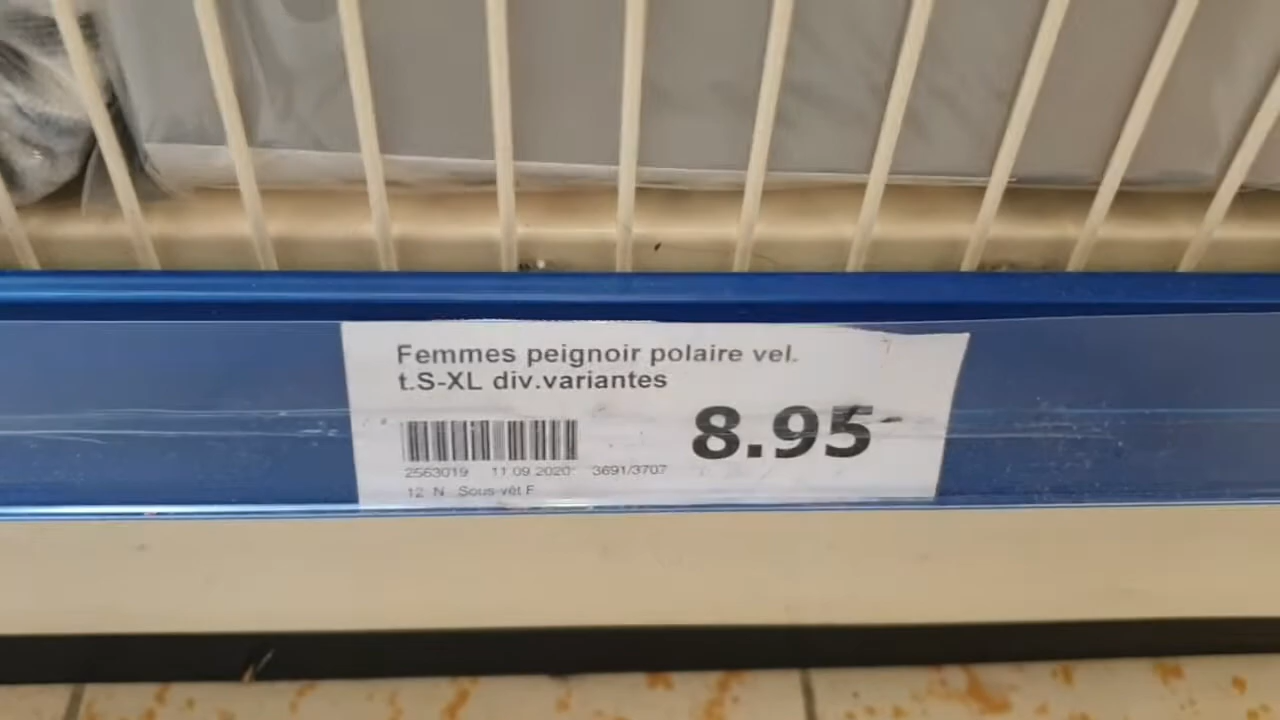 Femmes peignoir polaire vel.
t.S-XL div.variantes
8.95
2563019 11.09.2020 3691/3707
12 N Sous-vêt F